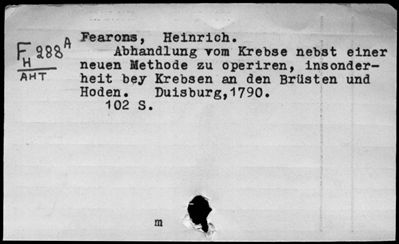 Fearons, Heinrich.
F 288 A
H
AHT
Abhandlung vom Krebse nebst einer
neuen Methode zu operiren, insonder-
heit bey Krebsen an den Brüsten und
Hoden. Duisburg,1790.
102 S.
m